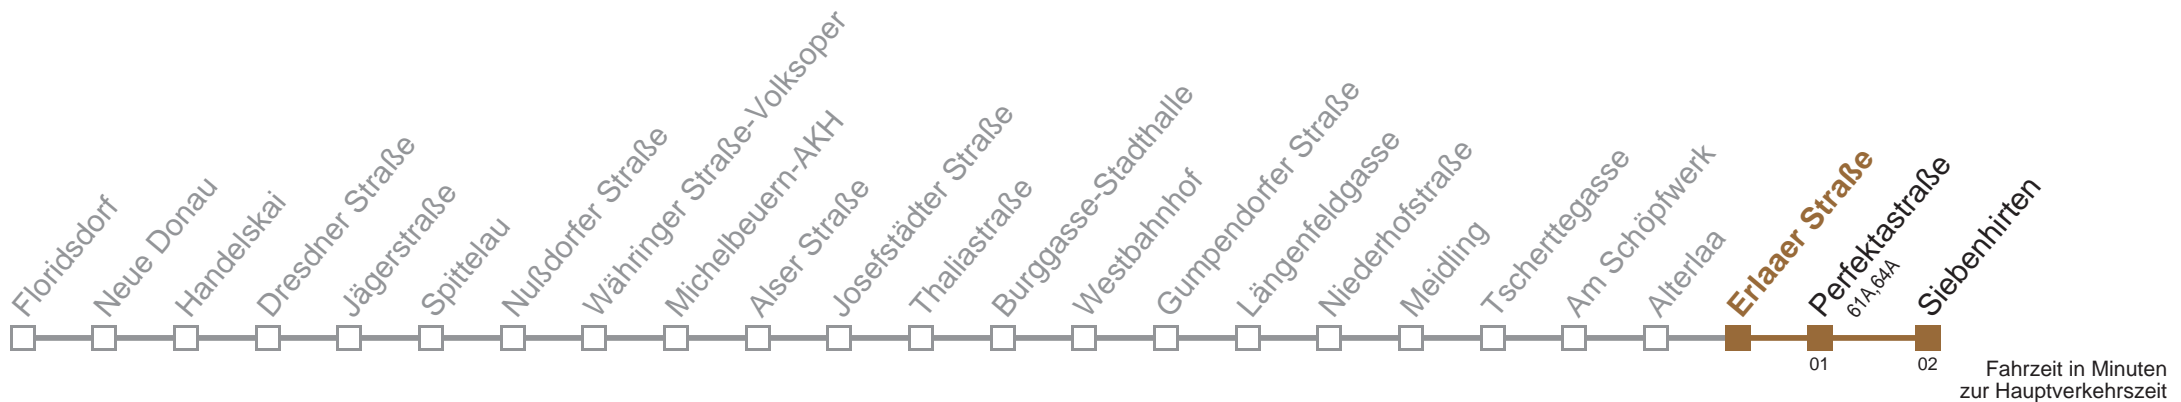 Floridsdorf
Neue Donau
Handelskai
Dresdner Straße
Jägerstraße
Spittelau
Nußdorfer Straße
Währinger Straße-Volksoper
Michelbeuern-AKH
Alser Straße
Josefstädter Straße
Thaliastraße
Burggasse-Stadthalle
Westbahnhof
Gumpendorfer Straße
Längenfeldgasse
Niederhofstraße
Meidling
Tscherttegasse
Am Schöpfwerk
Alterlaa
Erlaaer Straße
Perfektastraße
61A,64A
Siebenhirten
01
02
Fahrzeit in Minuten
zur Hauptverkehrszeit